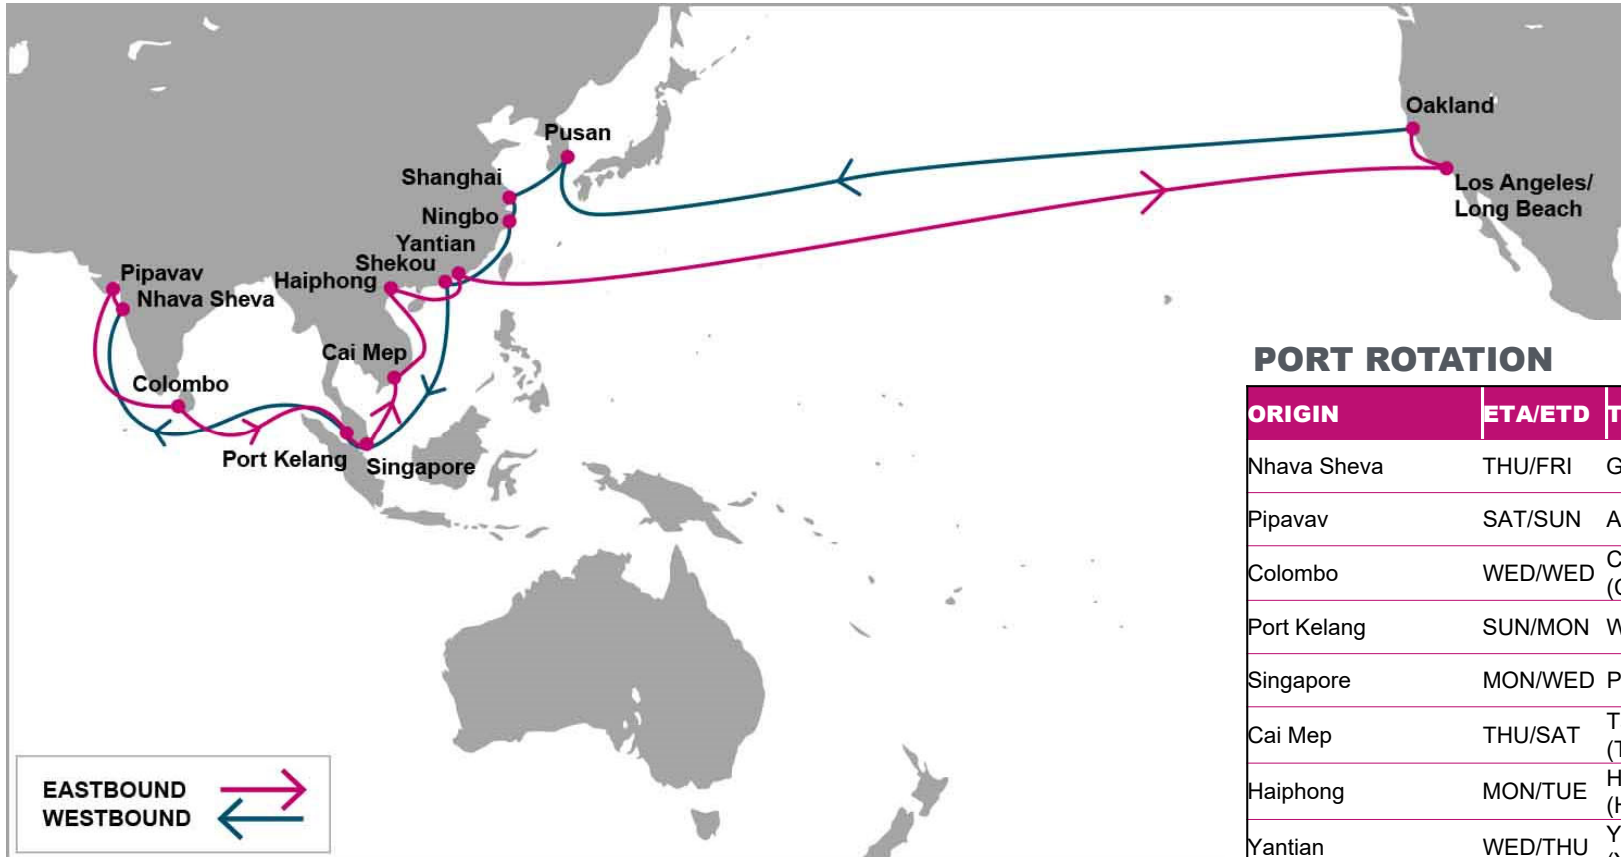 Oakland
Pusan
Shanghai
Los Angeles/
Long Beach
Ningbo
Yantian
Shekou
Haiphong
Pipavav
Nhava Sheva
Cai Mep
Colombo
Port Kelang
Singapore
EASTBOUND
WESTBOUND
PORT ROTATION
ORIGIN ETA/ETD
Nhava Sheva THU/FRI
Pipavav SAT/SUN
Colombo WED/WED
Port Kelang SUN/MON
Singapore MON/WED
Cai Mep THU/SAT
Haiphong MON/TUE
Yantian WED/THU